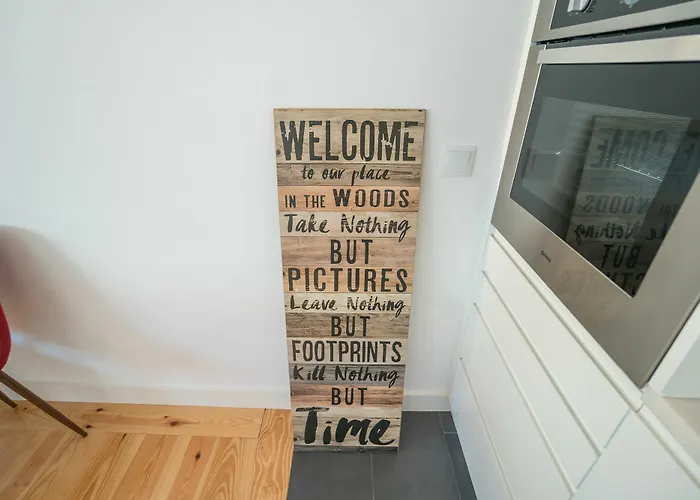 WELCOME
to our place
IN THE WOODS
Take Nothing
BUT
PICTURES
Leave Nothing
BUT
FOOTPRINTS
Kill Nothing
BUT
Time